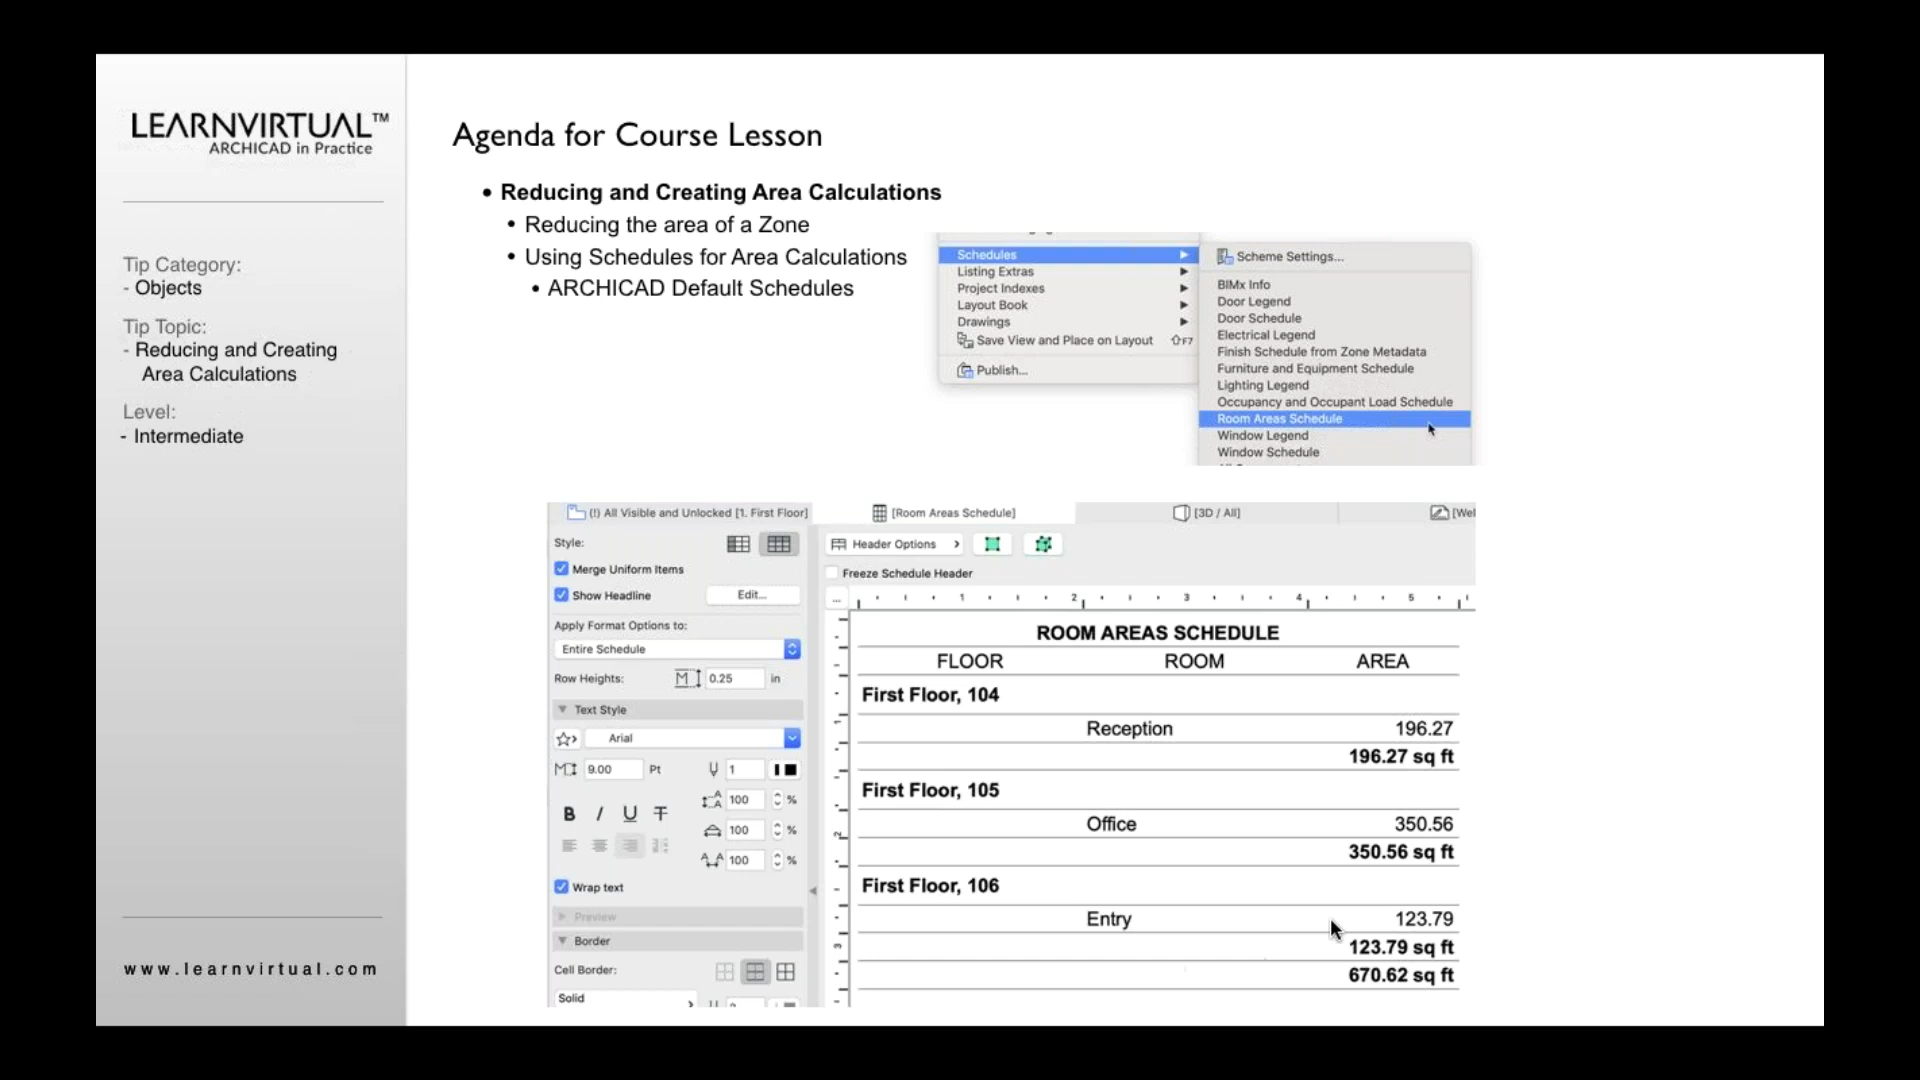 LEARNVIRTUAL™
ARCHICAD in Practice
Tip Category:
- Objects
Tip Topic:
- Reducing and Creating
Area Calculations
Level:
- Intermediate
www.learnvirtual.com
Agenda for Course Lesson
• Reducing and Creating Area Calculations
• Reducing the area of a Zone
• Using Schedules for Area Calculations
• ARCHICAD Default Schedules
Schedules
Listing Extras
Project Indexes
Layout Book
Drawings
Save View and Place on Layout ⇧F7
Publish...
Scheme Settings...
BIMx Info
Door Legend
Door Schedule
Electrical Legend
Finish Schedule from Zone Metadata
Furniture and Equipment Schedule
Lighting Legend
Occupancy and Occupant Load Schedule
Room Areas Schedule
Window Legend
Window Schedule
(!) All Visible and Unlocked [1. First Floor]
[Room Areas Schedule]
[3D / All]
Style:
Merge Uniform Items
Show Headline
Edit...
Apply Format Options to:
Entire Schedule
Row Heights: 0.25 in
Text Style
Arial
9.00 Pt 1
100 %
B I U T
100 %
100 %
Wrap text
Preview
Border
Cell Border:
Solid
Header Options
Freeze Schedule Header
... 1 2 3 4 5
1
2
3
ROOM AREAS SCHEDULE
FLOOR ROOM AREA
First Floor, 104
Reception 196.27
196.27 sq ft
First Floor, 105
Office 350.56
350.56 sq ft
First Floor, 106
Entry 123.79
123.79 sq ft
670.62 sq ft